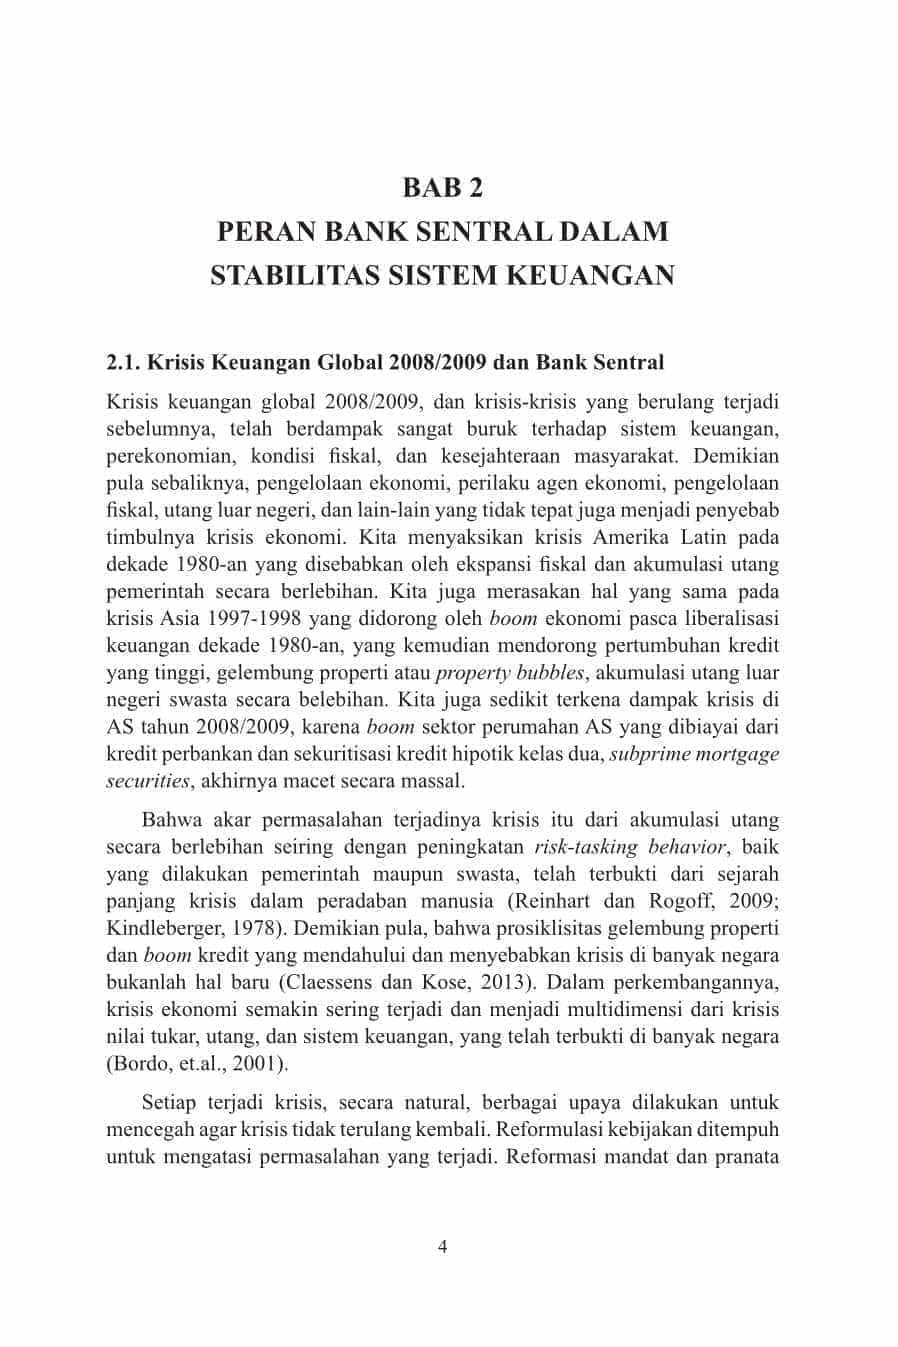 BAB 2
PERAN BANK SENTRAL DALAM
STABILITAS SISTEM KEUANGAN
2.1. Krisis Keuangan Global 2008/2009 dan Bank Sentral
Krisis keuangan global 2008/2009, dan krisis-krisis yang berulang terjadi
sebelumnya, telah berdampak sangat buruk terhadap sistem keuangan,
perekonomian, kondisi fiskal, dan kesejahteraan masyarakat. Demikian
pula sebaliknya, pengelolaan ekonomi, perilaku agen ekonomi, pengelolaan
fiskal, utang luar negeri, dan lain-lain yang tidak tepat juga menjadi penyebab
timbulnya krisis ekonomi. Kita menyaksikan krisis Amerika Latin pada
dekade 1980-an yang disebabkan oleh ekspansi fiskal dan akumulasi utang
pemerintah secara berlebihan. Kita juga merasakan hal yang sama pada
krisis Asia 1997-1998 yang didorong oleh boom ekonomi pasca liberalisasi
keuangan dekade 1980-an, yang kemudian mendorong pertumbuhan kredit
yang tinggi, gelembung properti atau property bubbles, akumulasi utang luar
negeri swasta secara belebihan. Kita juga sedikit terkena dampak krisis di
AS tahun 2008/2009, karena boom sektor perumahan AS yang dibiayai dari
kredit perbankan dan sekuritisasi kredit hipotik kelas dua, subprime mortgage
securities, akhirnya macet secara massal.
Bahwa akar permasalahan terjadinya krisis itu dari akumulasi utang
secara berlebihan seiring dengan peningkatan risk-tasking behavior, baik
yang dilakukan pemerintah maupun swasta, telah terbukti dari sejarah
panjang krisis dalam peradaban manusia (Reinhart dan Rogoff, 2009;
Kindleberger, 1978). Demikian pula, bahwa prosiklisitas gelembung properti
dan boom kredit yang mendahului dan menyebabkan krisis di banyak negara
bukanlah hal baru (Claessens dan Kose, 2013). Dalam perkembangannya,
krisis ekonomi semakin sering terjadi dan menjadi multidimensi dari krisis
nilai tukar, utang, dan sistem keuangan, yang telah terbukti di banyak negara
(Bordo, et.al., 2001).
Setiap terjadi krisis, secara natural, berbagai upaya dilakukan untuk
mencegah agar krisis tidak terulang kembali. Reformulasi kebijakan ditempuh
untuk mengatasi permasalahan yang terjadi. Reformasi mandat dan pranata
4